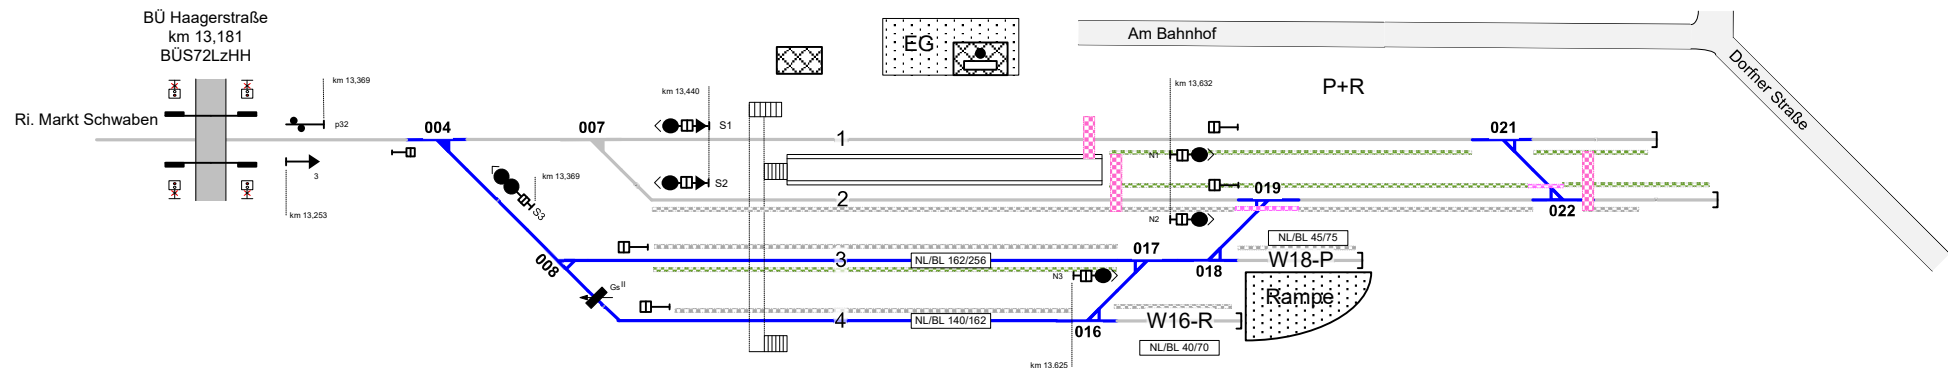 BÜ Haagerstraße
km 13,181
BÜS72LzHH
EG
Am Bahnhof
Dorfner Straße
P+R
km 13,369
km 13,440
km 13,632
Ri. Markt Schwaben
p32
004
007
S1
1
N1
021
3
km 13,253
km 13,369
S3
S2
2
019
N2
022
NL/BL 45/75
008
3
NL/BL 162/256
017
018
W18-P
N3
Gs II
Rampe
4
NL/BL 140/162
016
W16-R
NL/BL 40/70
km 13.625